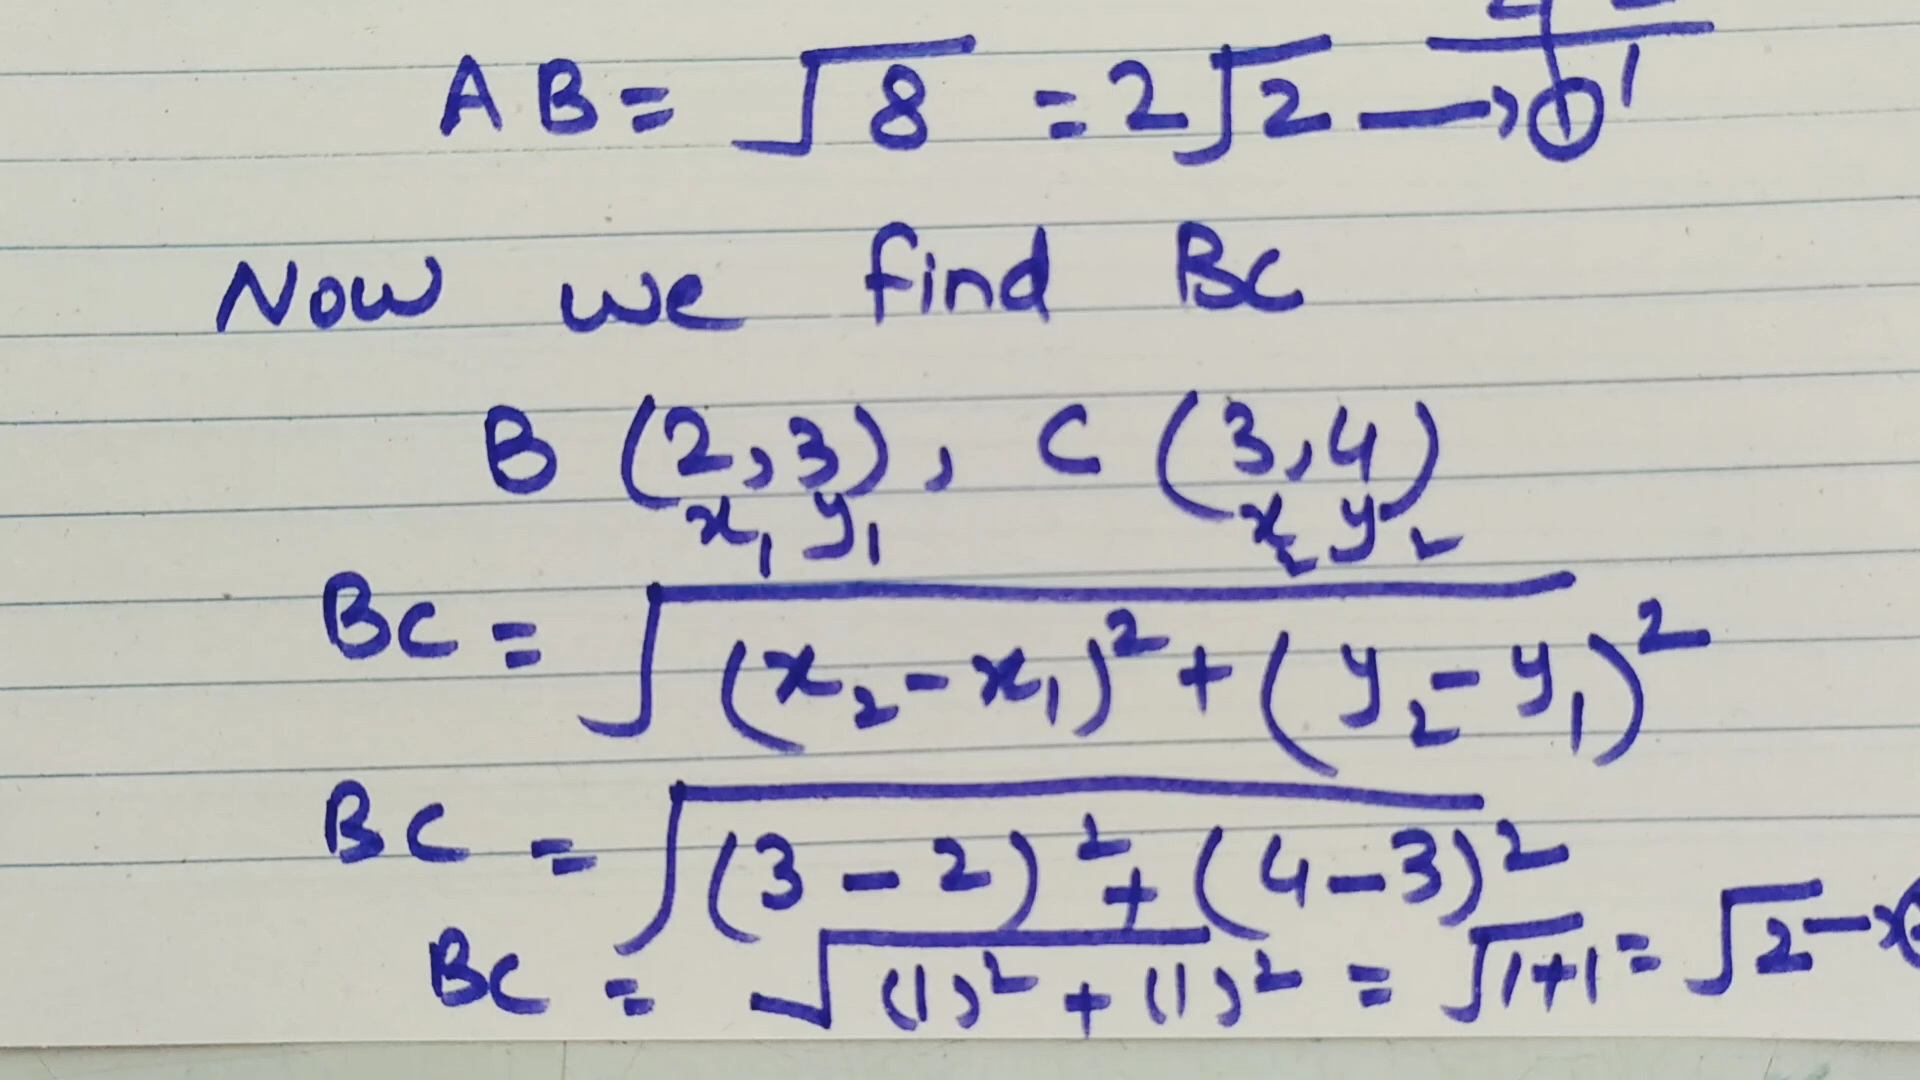 AB = √8 = 2√2 → ①
Now we find BC
B (2,3), C (3,4)
x₁ y₁ x₂ y₂
BC = √(x₂-x₁)² + (y₂-y₁)²
BC = √(3-2)² + (4-3)²
BC = √(1)² + (1)² = √1+1 = √2